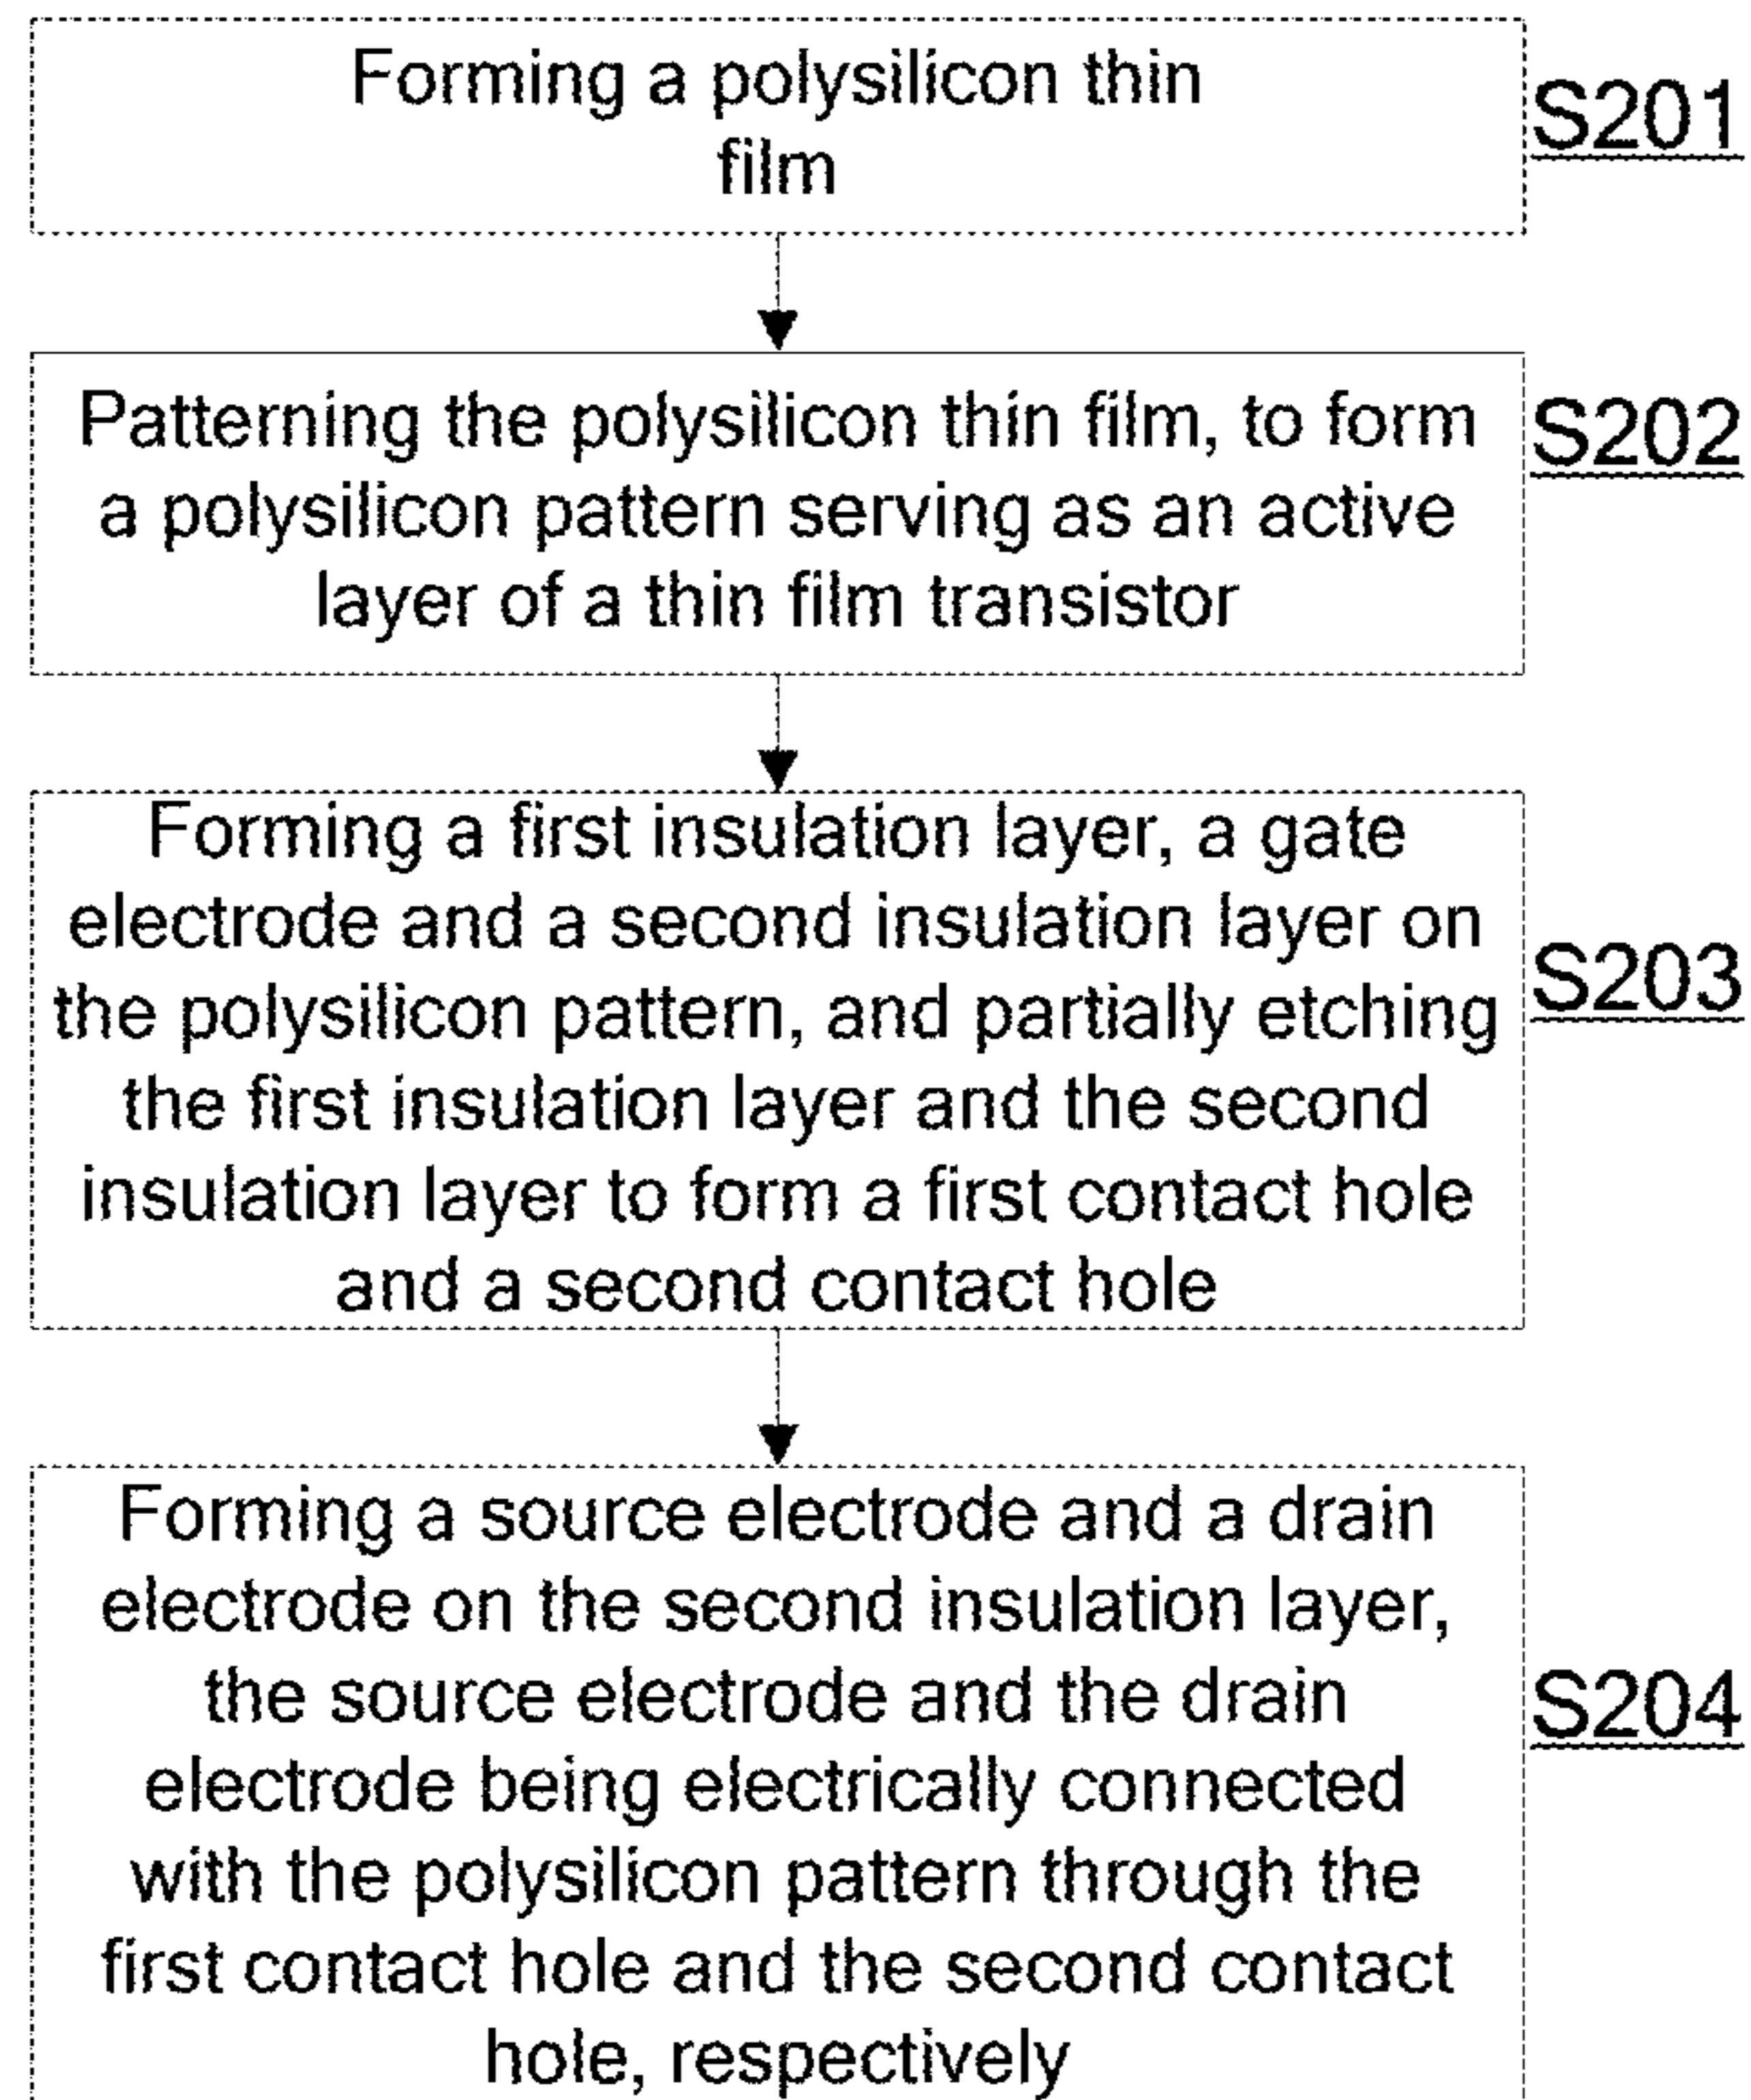 Forming a polysilicon thin
film
S201
Patterning the polysilicon thin film, to form
a polysilicon pattern serving as an active
layer of a thin film transistor
S202
Forming a first insulation layer, a gate
electrode and a second insulation layer on
the polysilicon pattern, and partially etching
the first insulation layer and the second
insulation layer to form a first contact hole
and a second contact hole
S203
Forming a source electrode and a drain
electrode on the second insulation layer,
the source electrode and the drain
electrode being electrically connected
with the polysilicon pattern through the
first contact hole and the second contact
hole, respectively
S204